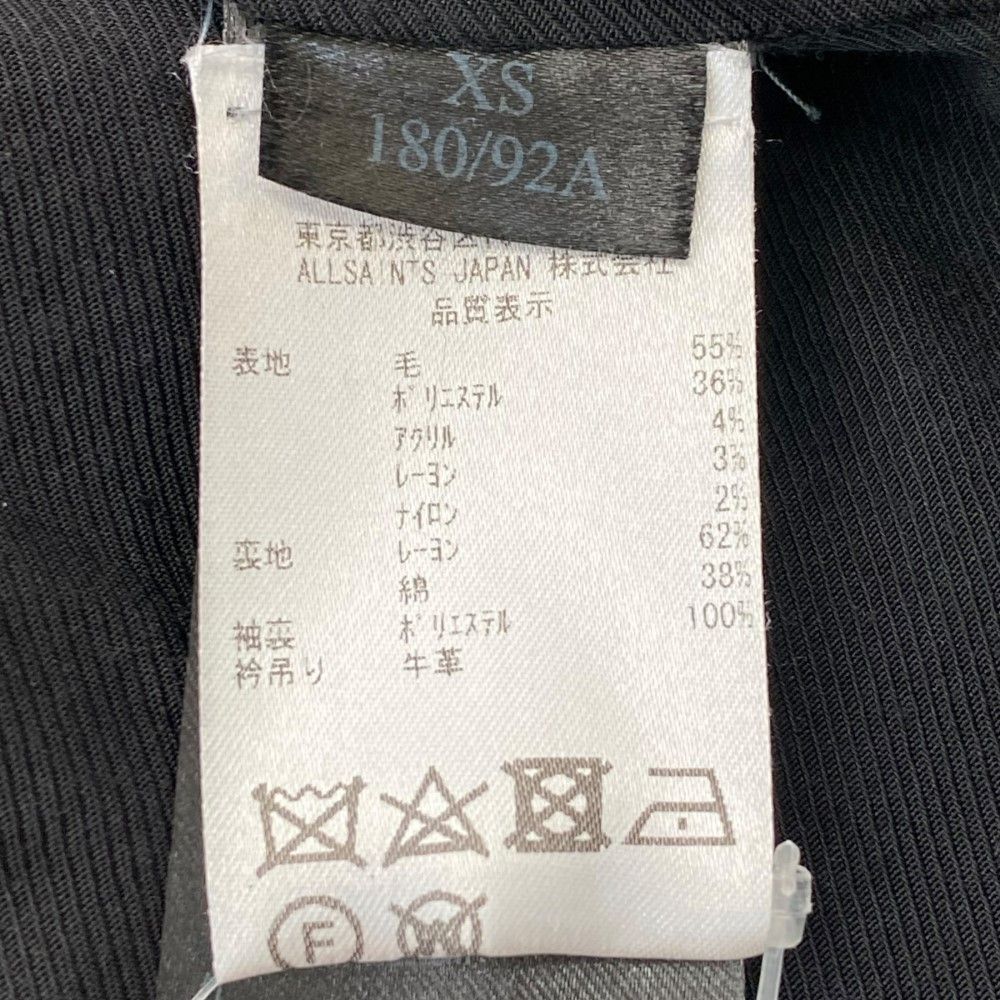 XS
180/92A
東京都渋谷区
ALLSAINTS JAPAN 株式会社
品質表示
表地 毛 55%
ポリエステル 36%
アクリル 4%
レーヨン 3%
ナイロン 2%
裏地 レーヨン 62%
綿 38%
袖裏 ポリエステル 100%
衿吊り 牛革
F
W